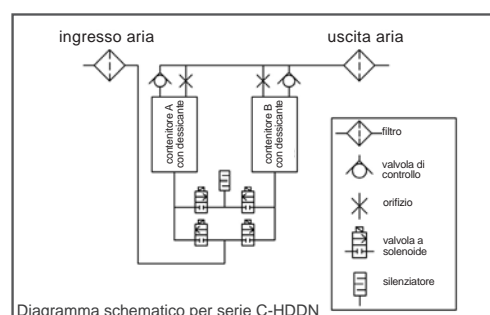 ingresso aria
uscita aria
contenitore A
con dessicante
contenitore B
con dessicante
filtro
valvola di
controllo
orifizio
valvola a
solenoide
silenziatore
Diagramma schematico per serie C-HDDN